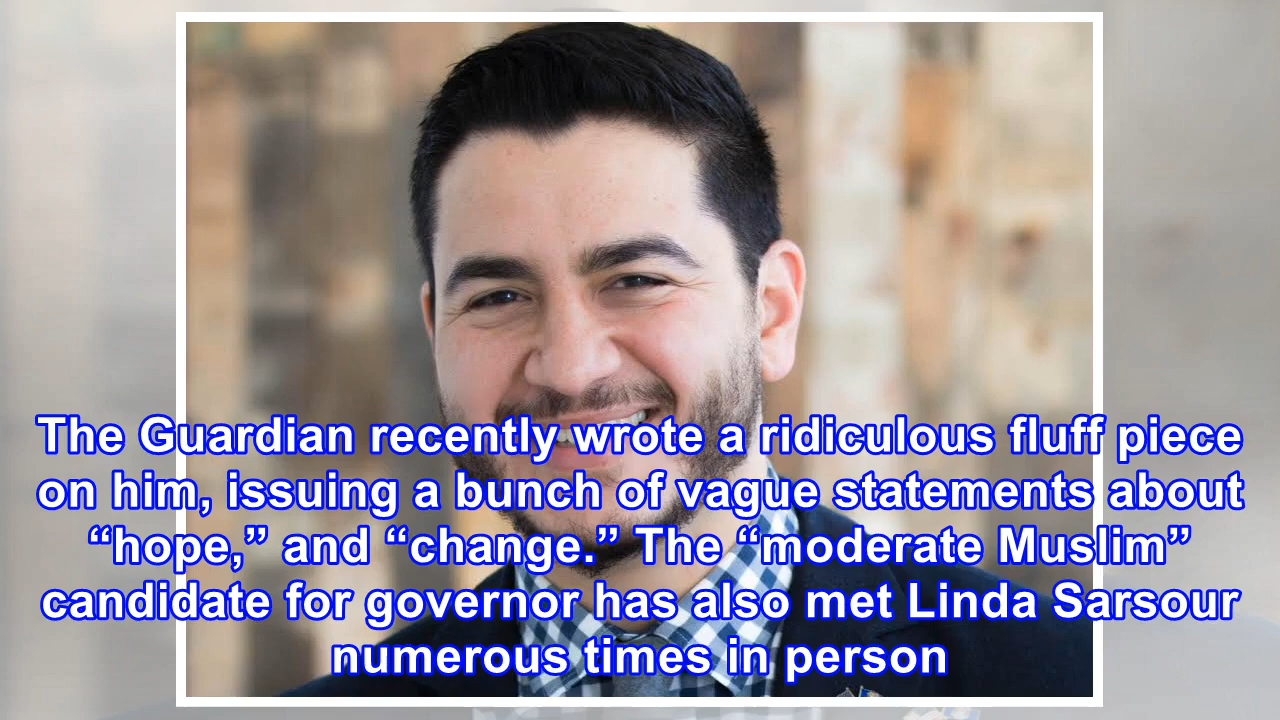 The Guardian recently wrote a ridiculous fluff piece
on him, issuing a bunch of vague statements about
“hope,” and “change.” The “moderate Muslim”
candidate for governor has also met Linda Sarsour
numerous times in person